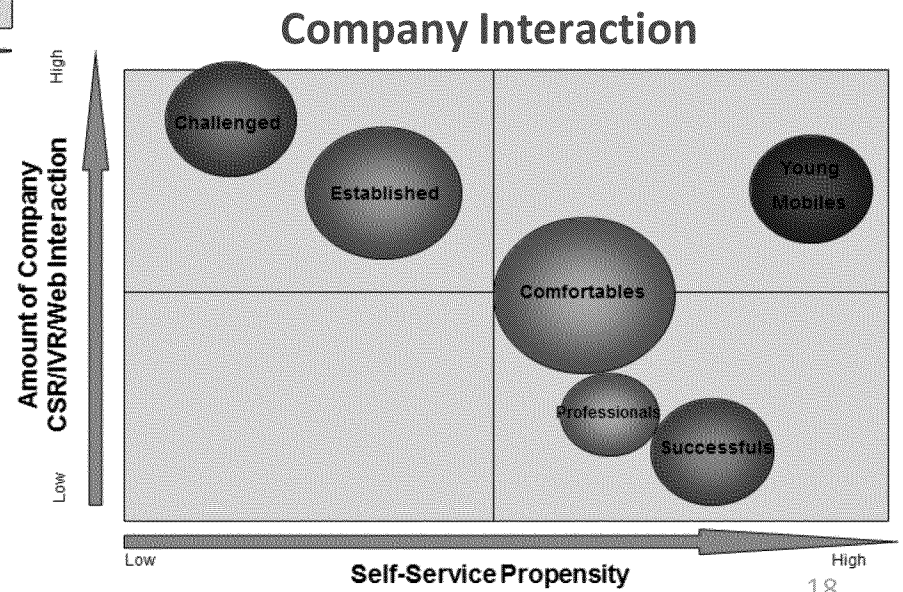 Company Interaction
High
Amount of Company
CSR/IVR/Web Interaction
Low
Challenged
Established
Young
Mobiles
Comfortables
Professionals
Successfuls
Low
High
Self-Service Propensity
18